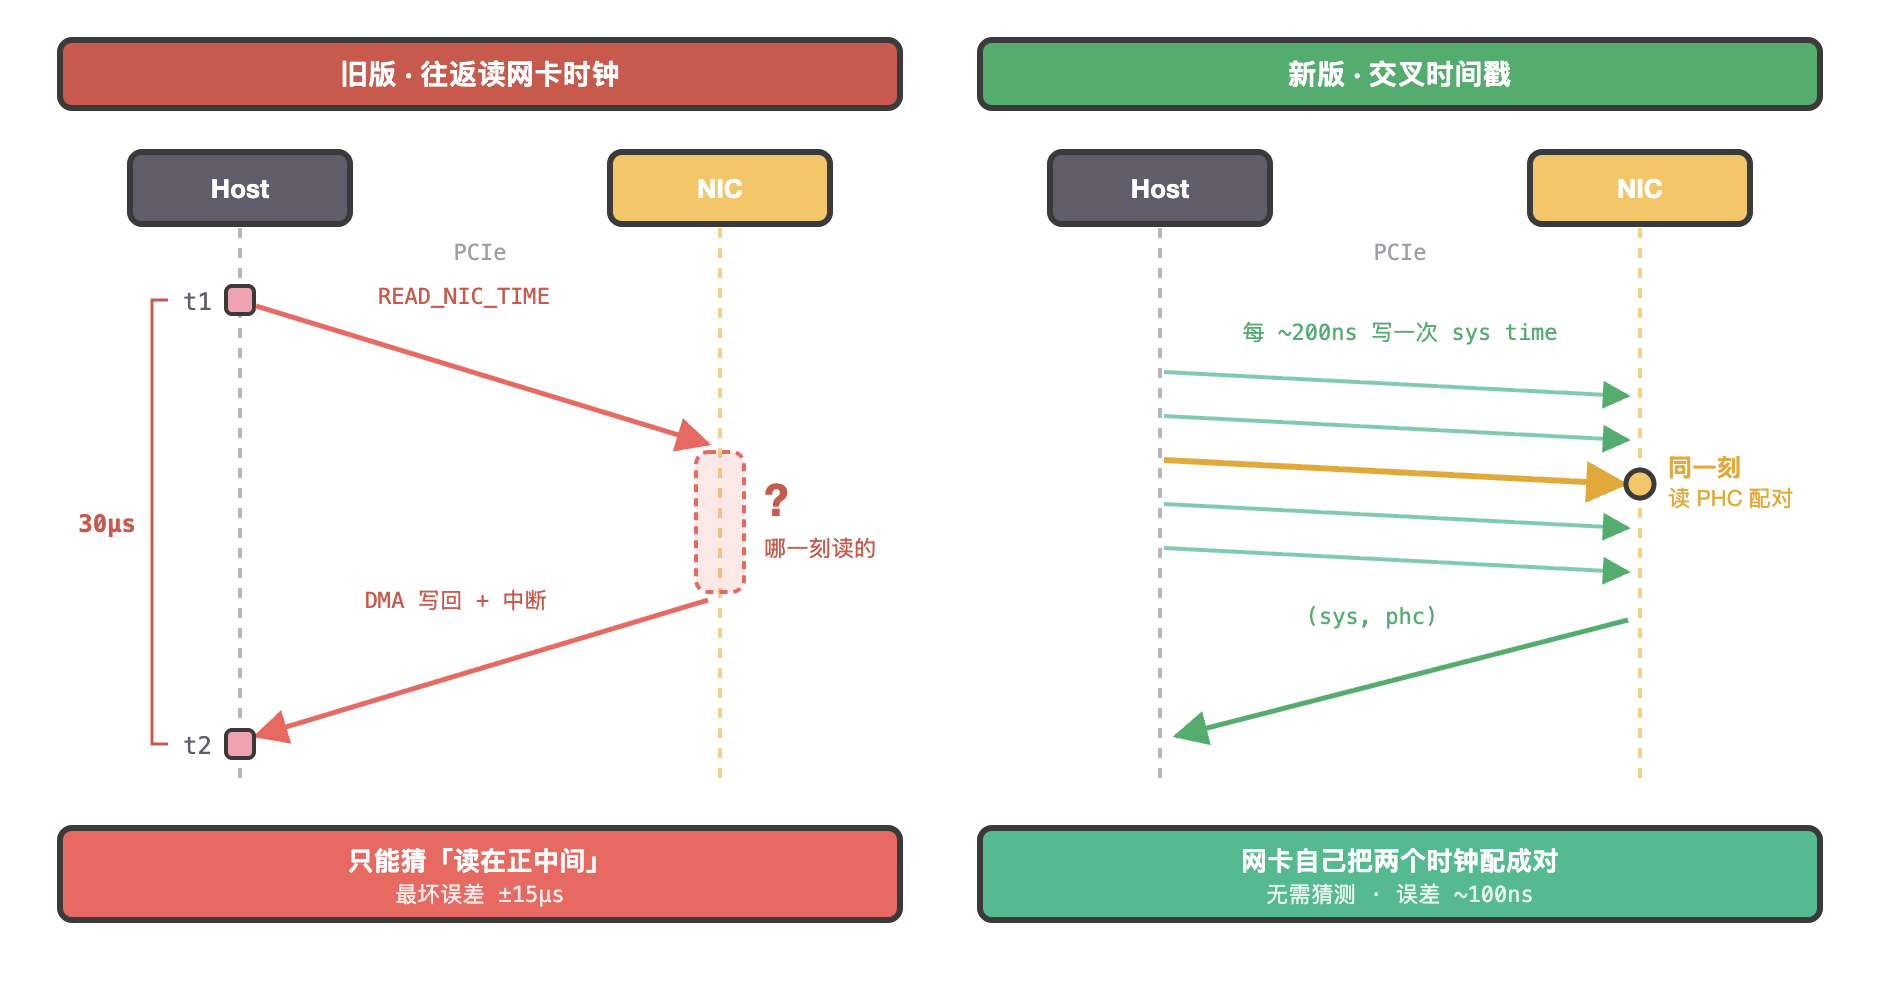 旧版 · 往返读网卡时钟
Host
NIC
PCIe
READ_NIC_TIME
t1
30μs
?
哪一刻读的
DMA 写回 + 中断
t2
只能猜「读在正中间」
最坏误差 ±15μs
新版 · 交叉时间戳
Host
NIC
PCIe
每 ~200ns 写一次 sys time
同一刻
读 PHC 配对
(sys, phc)
网卡自己把两个时钟配成对
无需猜测 · 误差 ~100ns